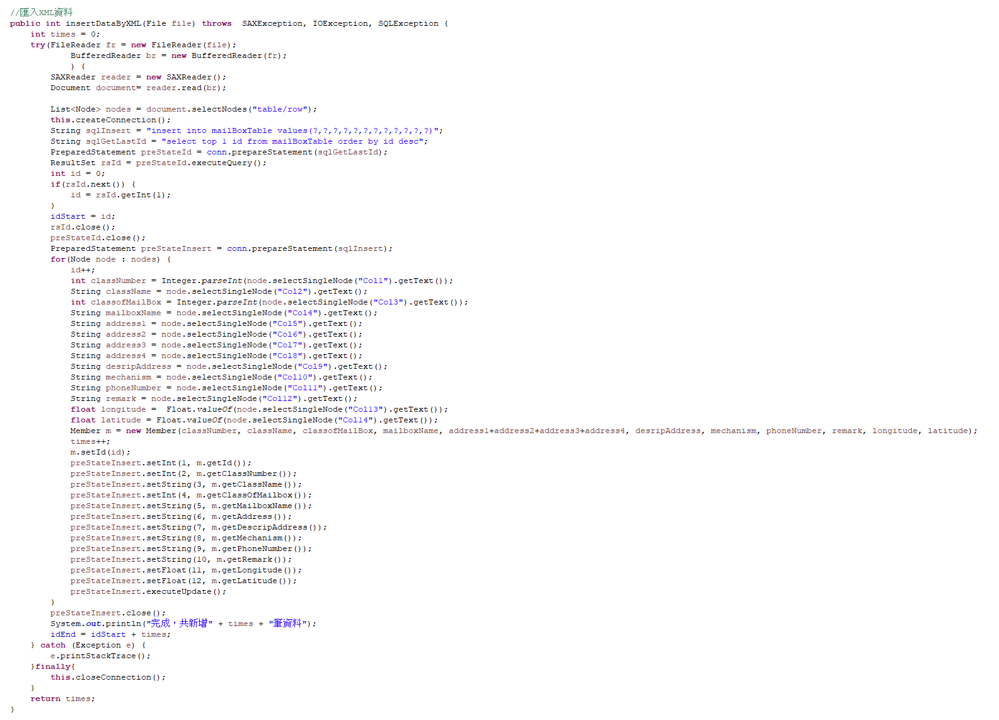 //匯入XML資料
public int insertDataByXML(File file) throws  SAXException, IOException, SQLException {
    int times = 0;
    try(FileReader fr = new FileReader(file);
            BufferedReader br = new BufferedReader(fr);
            ) {
        SAXReader reader = new SAXReader();
        Document document= reader.read(br);

        List<Node> nodes = document.selectNodes("table/row");
        this.createConnection();
        String sqlInsert = "insert into mailBoxTable values(?,?,?,?,?,?,?,?,?,?,?,?)";
        String sqlGetLastId = "select top 1 id from mailBoxTable order by id desc";
        PreparedStatement preStateId = conn.prepareStatement(sqlGetLastId);
        ResultSet rsId = preStateId.executeQuery();
        int id = 0;
        if(rsId.next()) {
            id = rsId.getInt(1);
        }
        idStart = id;
        rsId.close();
        preStateId.close();
        PreparedStatement preStateInsert = conn.prepareStatement(sqlInsert);
        for(Node node : nodes) {
            id++;
            int classNumber = Integer.parseInt(node.selectSingleNode("Col1").getText());
            String className = node.selectSingleNode("Col2").getText();
            int classofMailBox = Integer.parseInt(node.selectSingleNode("Col3").getText());
            String mailboxName = node.selectSingleNode("Col4").getText();
            String address1 = node.selectSingleNode("Col5").getText();
            String address2 = node.selectSingleNode("Col6").getText();
            String address3 = node.selectSingleNode("Col7").getText();
            String address4 = node.selectSingleNode("Col8").getText();
            String desripAddress = node.selectSingleNode("Col9").getText();
            String mechanism = node.selectSingleNode("Col10").getText();
            String phoneNumber = node.selectSingleNode("Col11").getText();
            String remark = node.selectSingleNode("Col12").getText();
            float longitude =  Float.valueOf(node.selectSingleNode("Col13").getText());
            float latitude = Float.valueOf(node.selectSingleNode("Col14").getText());
            Member m = new Member(classNumber, className, classofMailBox, mailboxName, address1+address2+address3+address4, desripAddress, mechanism, phoneNumber, remark, longitude, latitude);
            times++;
            m.setId(id);
            preStateInsert.setInt(1, m.getId());
            preStateInsert.setInt(2, m.getClassNumber());
            preStateInsert.setString(3, m.getClassName());
            preStateInsert.setInt(4, m.getClassOfMailbox());
            preStateInsert.setString(5, m.getMailboxName());
            preStateInsert.setString(6, m.getAddress());
            preStateInsert.setString(7, m.getDescripAddress());
            preStateInsert.setString(8, m.getMechanism());
            preStateInsert.setString(9, m.getPhoneNumber());
            preStateInsert.setString(10, m.getRemark());
            preStateInsert.setFloat(11, m.getLongitude());
            preStateInsert.setFloat(12, m.getLatitude());
            preStateInsert.executeUpdate();
        }
        preStateInsert.close();
        System.out.println("完成，共新增" + times + "筆資料");
        idEnd = idStart + times;
    } catch (Exception e) {
        e.printStackTrace();
    }finally{
        this.closeConnection();
    }
    return times;
}